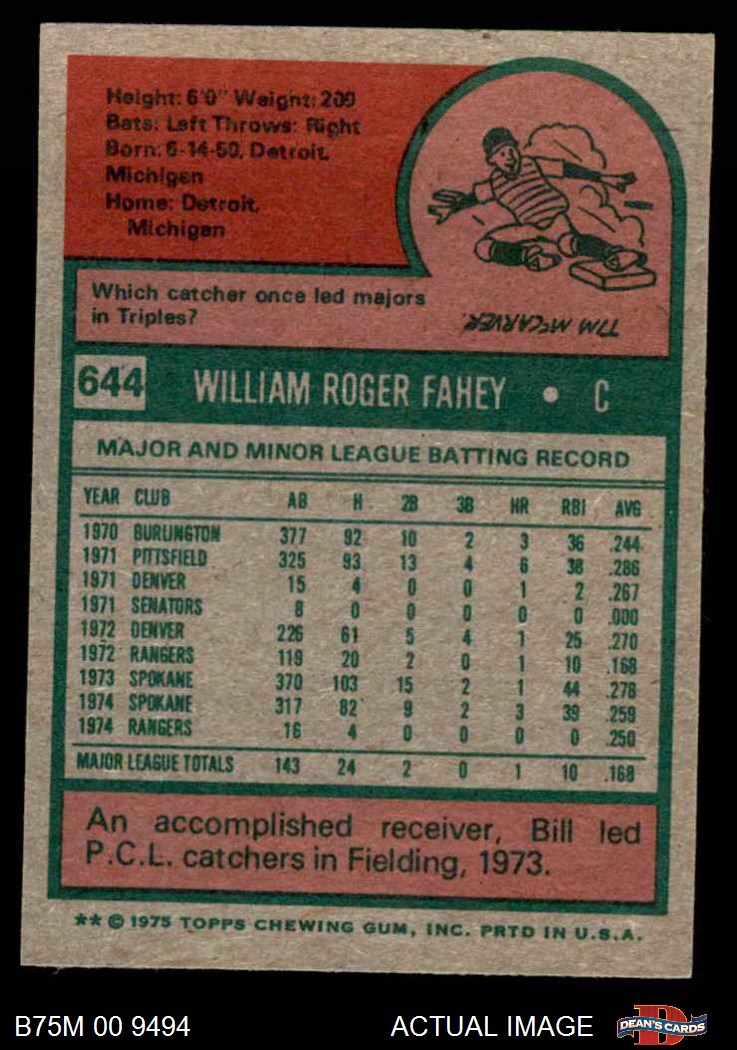 Height: 6'0" Weight: 200
Bats: Left Throws: Right
Born: 6-14-50, Detroit,
Michigan
Home: Detroit,
Michigan
Which catcher once led majors
in Triples?
TIM McCARVER.
644 WILLIAM ROGER FAHEY • C
MAJOR AND MINOR LEAGUE BATTING RECORD
YEAR CLUB AB H 2B 3B HR RBI AVG
1970 BURLINGTON 377 92 10 2 3 36 .244
1971 PITTSFIELD 325 93 13 4 6 38 .286
1971 DENVER 15 4 0 0 1 2 .267
1971 SENATORS 8 0 0 0 0 0 .000
1972 DENVER 226 61 5 4 1 25 .270
1972 RANGERS 119 20 2 0 1 10 .168
1973 SPOKANE 370 103 15 2 1 44 .278
1974 SPOKANE 317 82 9 2 3 39 .259
1974 RANGERS 16 4 0 0 0 0 .250
MAJOR LEAGUE TOTALS 143 24 2 0 1 10 .168
An accomplished receiver, Bill led
P.C.L. catchers in Fielding, 1973.
** © 1975 TOPPS CHEWING GUM, INC. PRTD IN U.S.A.
B75M 00 9494 ACTUAL IMAGE
D
DEAN'S CARDS